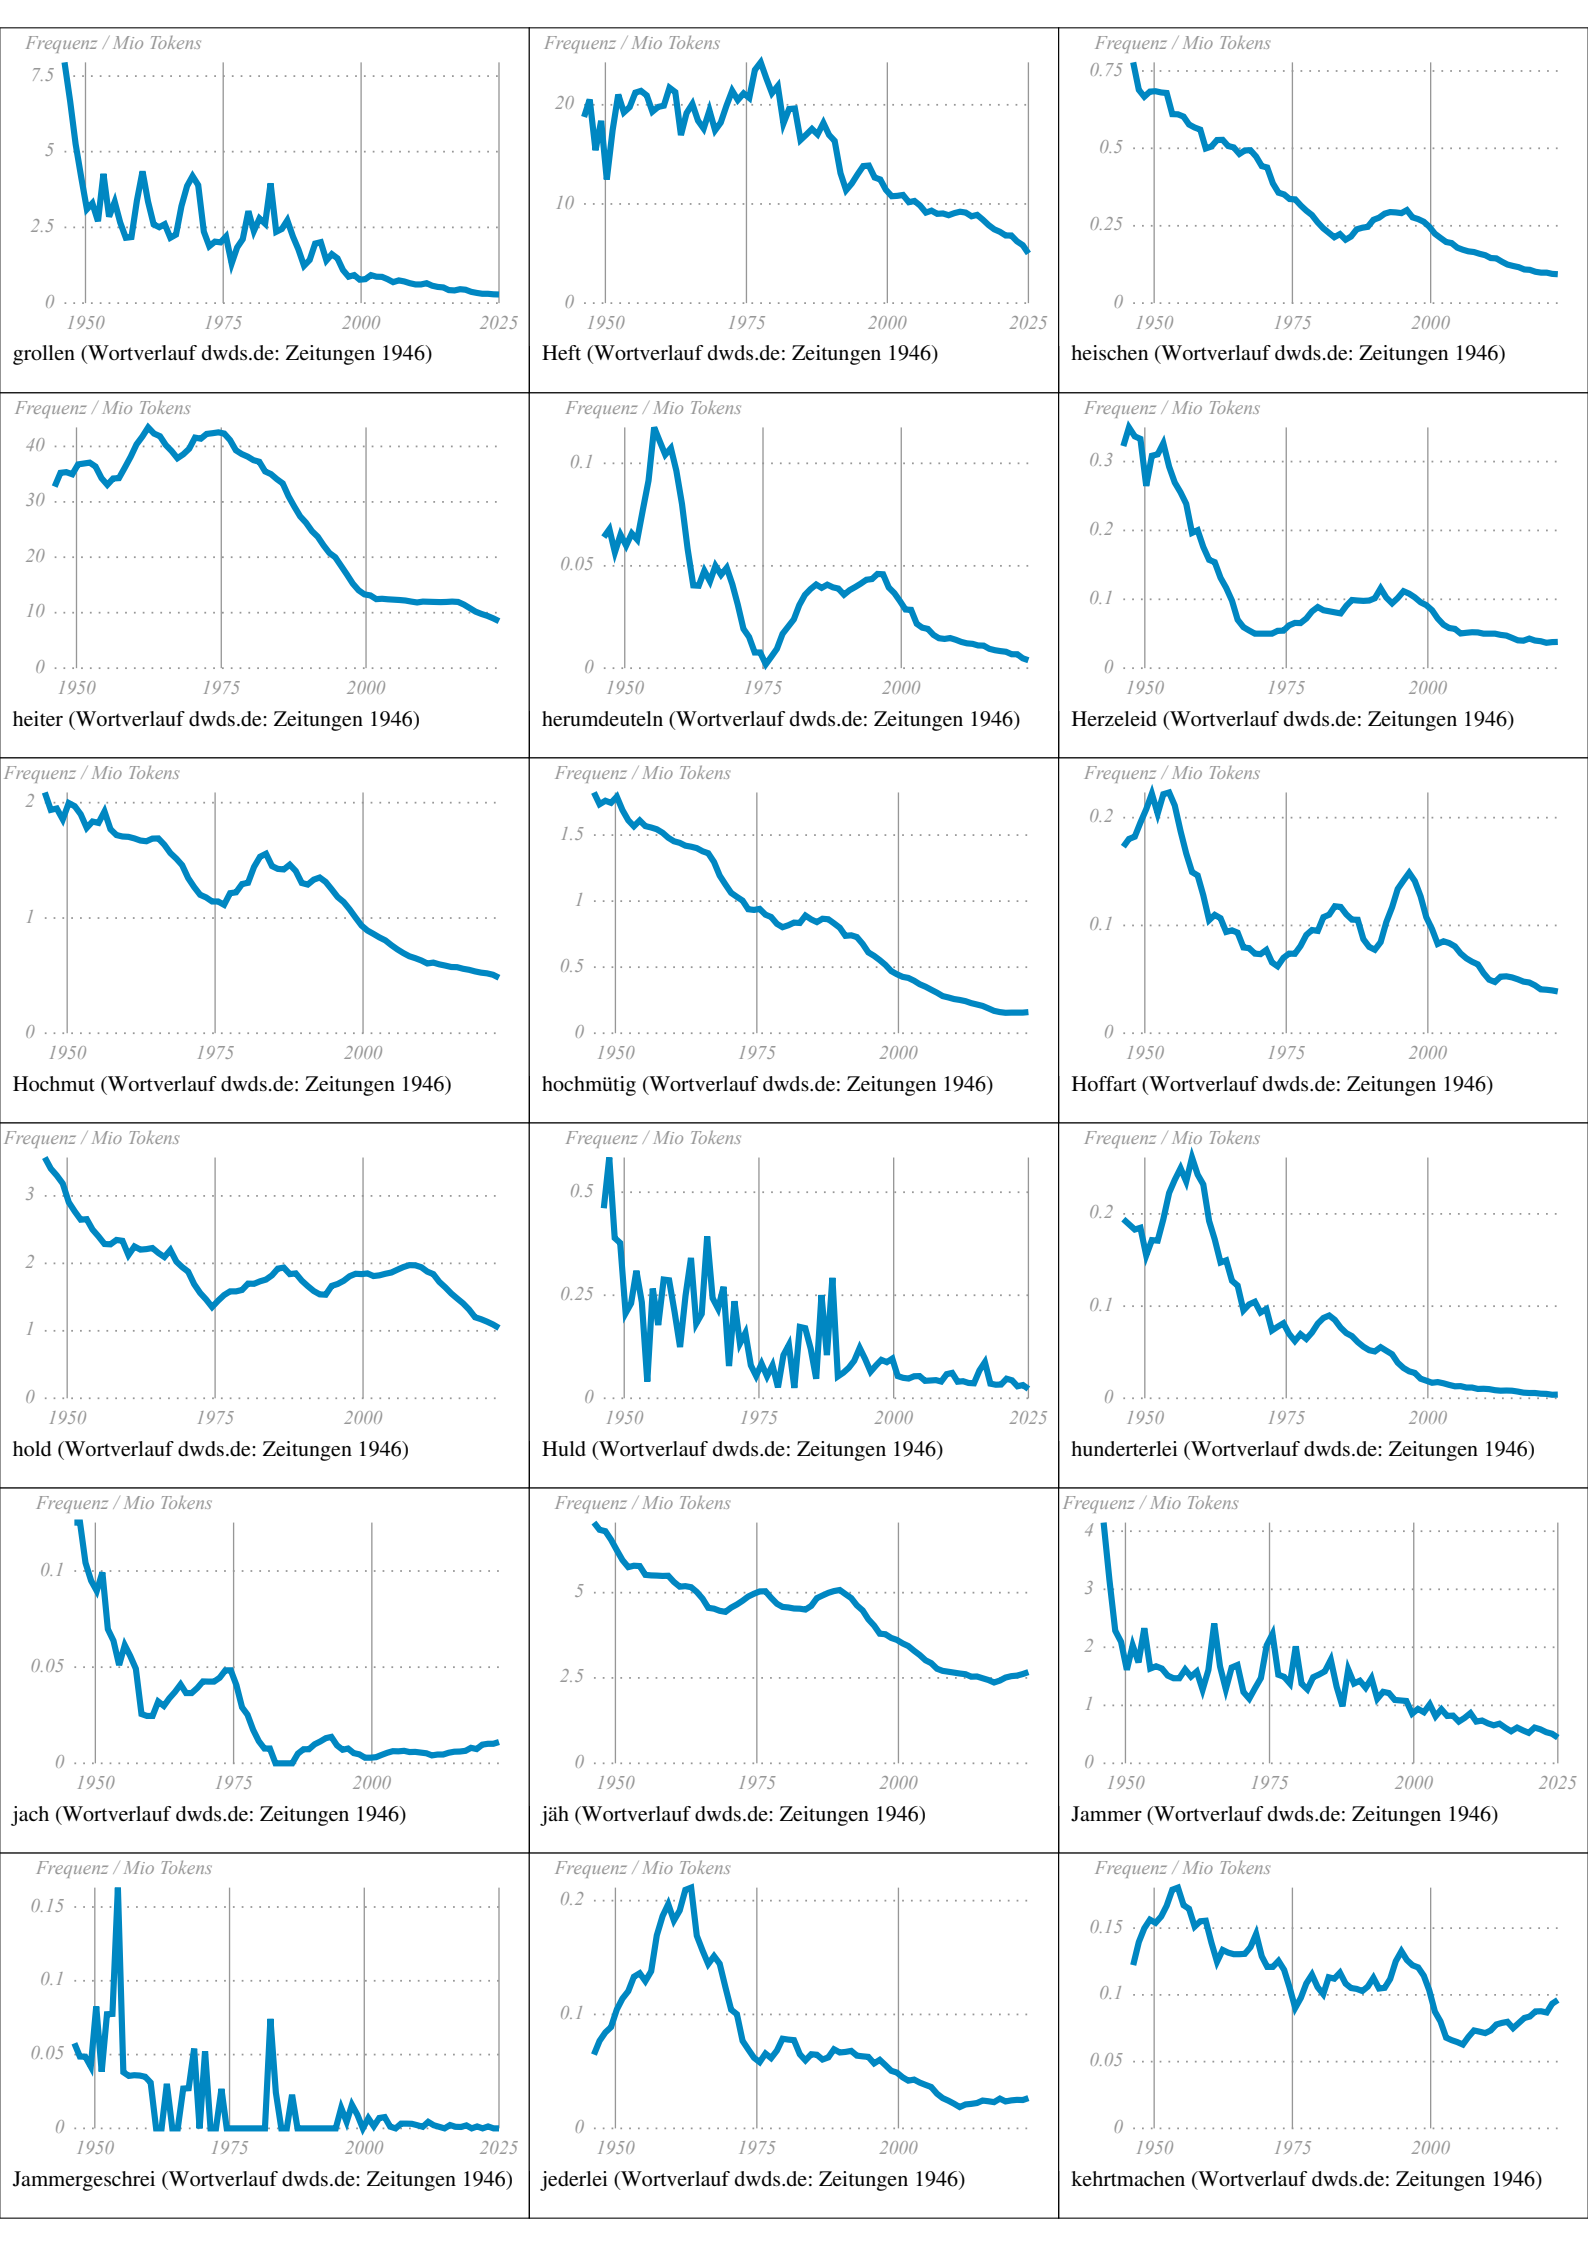 Frequenz / Mio Tokens
7.5
5
2.5
0
1950 1975 2000 2025
grollen (Wortverlauf dwds.de: Zeitungen 1946)
Frequenz / Mio Tokens
20
10
0
1950 1975 2000 2025
Heft (Wortverlauf dwds.de: Zeitungen 1946)
Frequenz / Mio Tokens
0.75
0.5
0.25
0
1950 1975 2000
heischen (Wortverlauf dwds.de: Zeitungen 1946)
Frequenz / Mio Tokens
40
30
20
10
0
1950 1975 2000
heiter (Wortverlauf dwds.de: Zeitungen 1946)
Frequenz / Mio Tokens
0.1
0.05
0
1950 1975 2000
herumdeuteln (Wortverlauf dwds.de: Zeitungen 1946)
Frequenz / Mio Tokens
0.3
0.2
0.1
0
1950 1975 2000
Herzeleid (Wortverlauf dwds.de: Zeitungen 1946)
Frequenz / Mio Tokens
2
1
0
1950 1975 2000
Hochmut (Wortverlauf dwds.de: Zeitungen 1946)
Frequenz / Mio Tokens
1.5
1
0.5
0
1950 1975 2000
hochmütig (Wortverlauf dwds.de: Zeitungen 1946)
Frequenz / Mio Tokens
0.2
0.1
0
1950 1975 2000
Hoffart (Wortverlauf dwds.de: Zeitungen 1946)
Frequenz / Mio Tokens
3
2
1
0
1950 1975 2000
hold (Wortverlauf dwds.de: Zeitungen 1946)
Frequenz / Mio Tokens
0.5
0.25
0
1950 1975 2000 2025
Huld (Wortverlauf dwds.de: Zeitungen 1946)
Frequenz / Mio Tokens
0.2
0.1
0
1950 1975 2000
hunderterlei (Wortverlauf dwds.de: Zeitungen 1946)
Frequenz / Mio Tokens
0.1
0.05
0
1950 1975 2000
jach (Wortverlauf dwds.de: Zeitungen 1946)
Frequenz / Mio Tokens
5
2.5
0
1950 1975 2000
jäh (Wortverlauf dwds.de: Zeitungen 1946)
Frequenz / Mio Tokens
4
3
2
1
0
1950 1975 2000 2025
Jammer (Wortverlauf dwds.de: Zeitungen 1946)
Frequenz / Mio Tokens
0.15
0.1
0.05
0
1950 1975 2000 2025
Jammergeschrei (Wortverlauf dwds.de: Zeitungen 1946)
Frequenz / Mio Tokens
0.2
0.1
0
1950 1975 2000
jederlei (Wortverlauf dwds.de: Zeitungen 1946)
Frequenz / Mio Tokens
0.15
0.1
0.05
0
1950 1975 2000
kehrtmachen (Wortverlauf dwds.de: Zeitungen 1946)